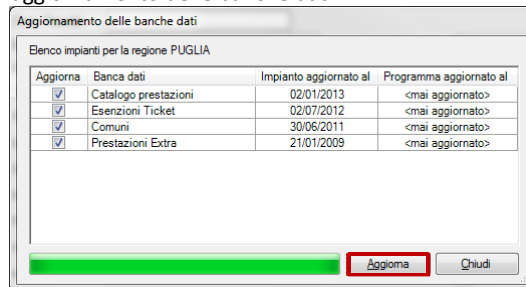 Aggiornamento delle banche dati
Elenco impianti per la regione PUGLIA
Aggiorna Banca dati Impianto aggiornato al Programma aggiornato al
Catalogo prestazioni 02/01/2013 <mai aggiornato>
Esenzioni Ticket 02/07/2012 <mai aggiornato>
Comuni 30/06/2011 <mai aggiornato>
Prestazioni Extra 21/01/2009 <mai aggiornato>
Aggiorna Chiudi